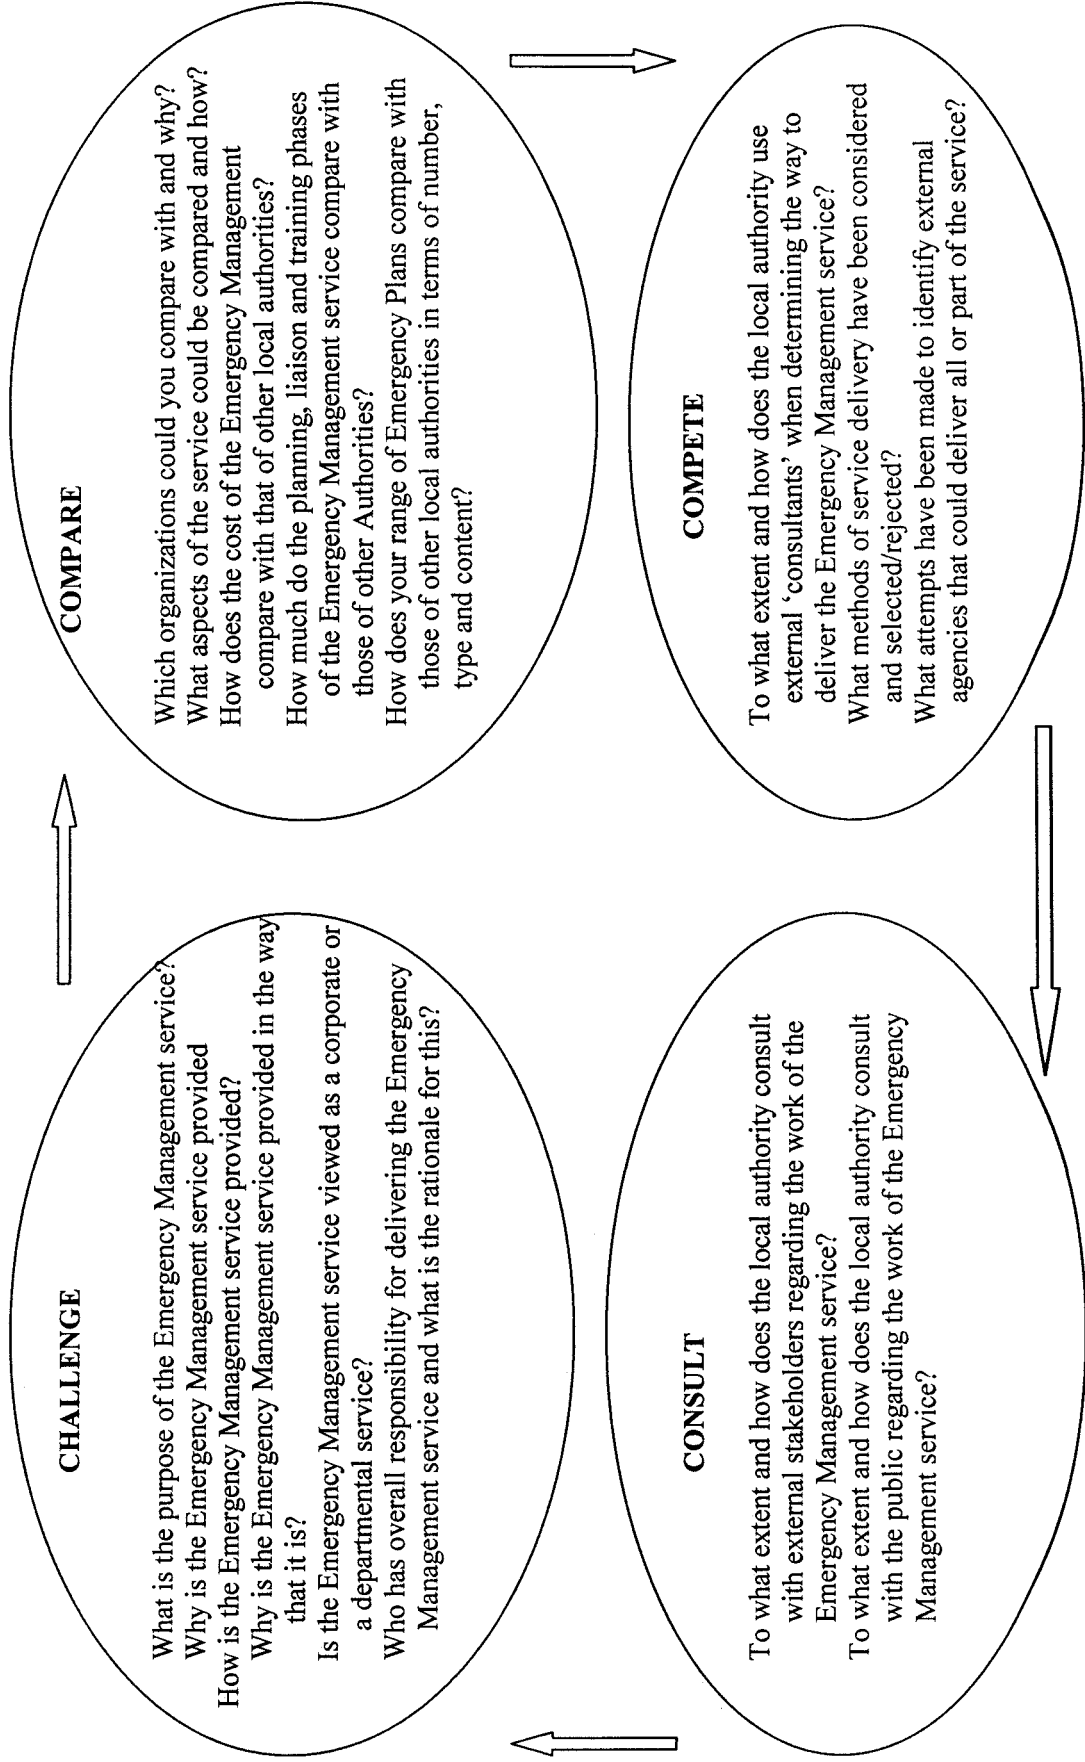 CHALLENGE
What is the purpose of the Emergency Management service?
Why is the Emergency Management service provided
How is the Emergency Management service provided?
Why is the Emergency Management service provided in the way
that it is?
Is the Emergency Management service viewed as a corporate or
a departmental service?
Who has overall responsibility for delivering the Emergency
Management service and what is the rationale for this?
COMPARE
Which organizations could you compare with and why?
What aspects of the service could be compared and how?
How does the cost of the Emergency Management
compare with that of other local authorities?
How much do the planning, liaison and training phases
of the Emergency Management service compare with
those of other Authorities?
How does your range of Emergency Plans compare with
those of other local authorities in terms of number,
type and content?
CONSULT
To what extent and how does the local authority consult
with external stakeholders regarding the work of the
Emergency Management service?
To what extent and how does the local authority consult
with the public regarding the work of the Emergency
Management service?
COMPETE
To what extent and how does the local authority use
external ‘consultants’ when determining the way to
deliver the Emergency Management service?
What methods of service delivery have been considered
and selected/rejected?
What attempts have been made to identify external
agencies that could deliver all or part of the service?